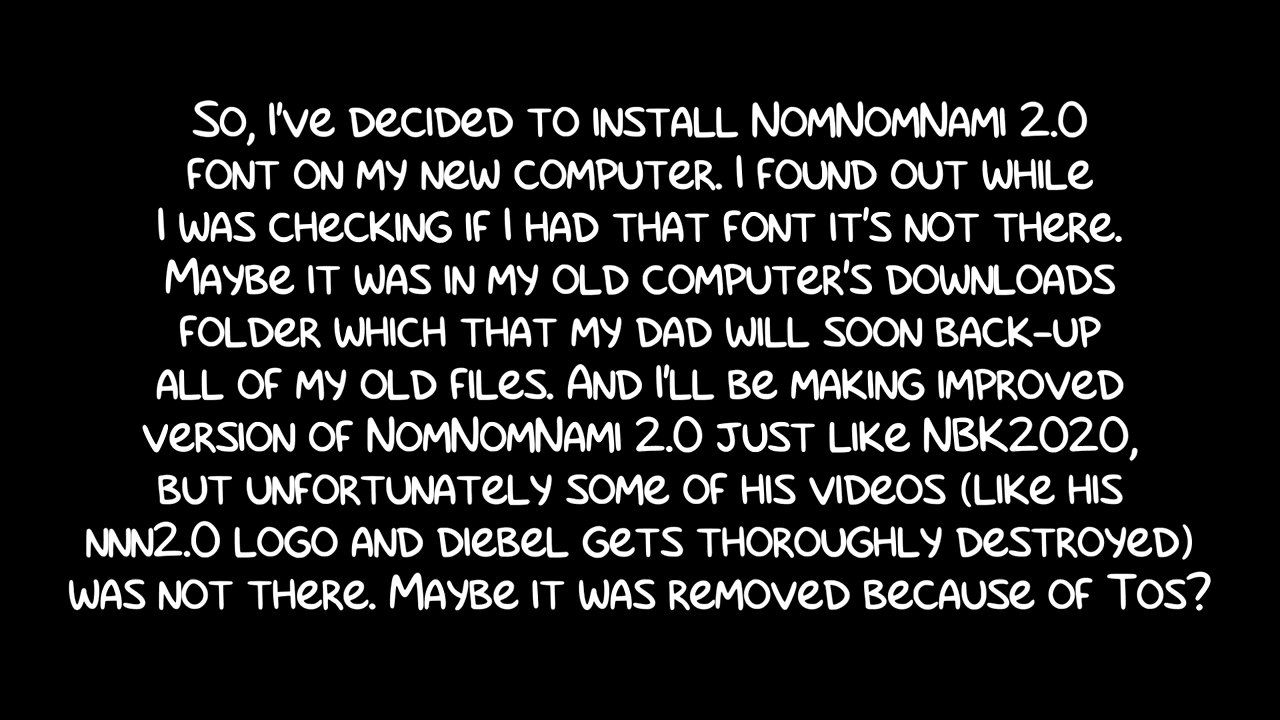 So, I've decided to install NomNomNami 2.0
font on my new computer. I found out while
I was checking if I had that font it's not there.
Maybe it was in my old computer's downloads
folder which that my dad will soon back-up
all of my old files. And I'll be making improved
version of NomNomNami 2.0 just like NBK2020,
but unfortunately some of his videos (like his
nnn2.0 logo and diebel gets thoroughly destroyed)
was not there. Maybe it was removed because of Tos?